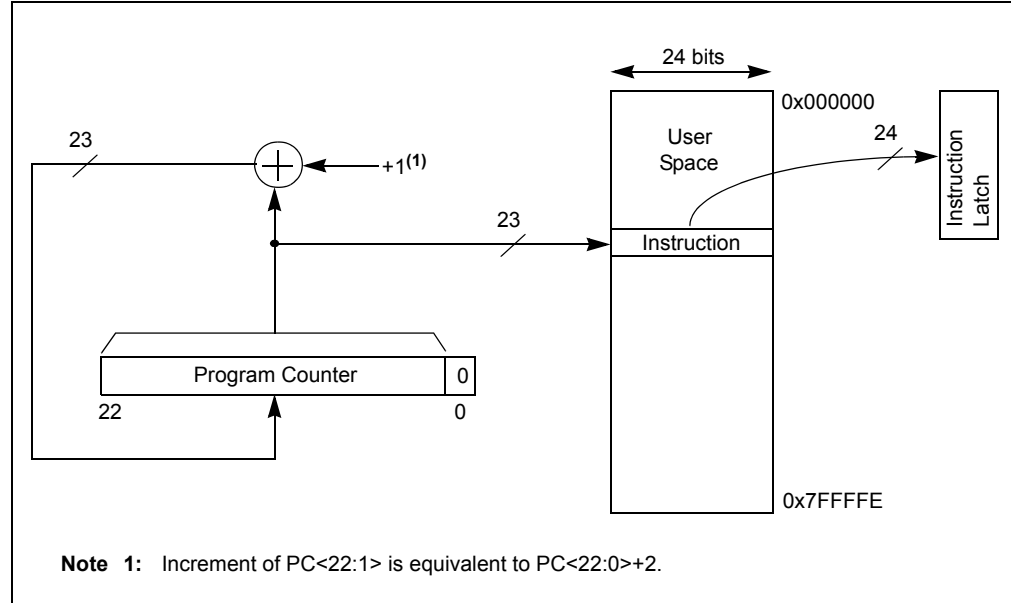 24 bits
0x000000
23
+1(1)
User
Space
24
Instruction
Latch
23
Instruction
Program Counter
0
22
0
0x7FFFFE
Note 1: Increment of PC<22:1> is equivalent to PC<22:0>+2.